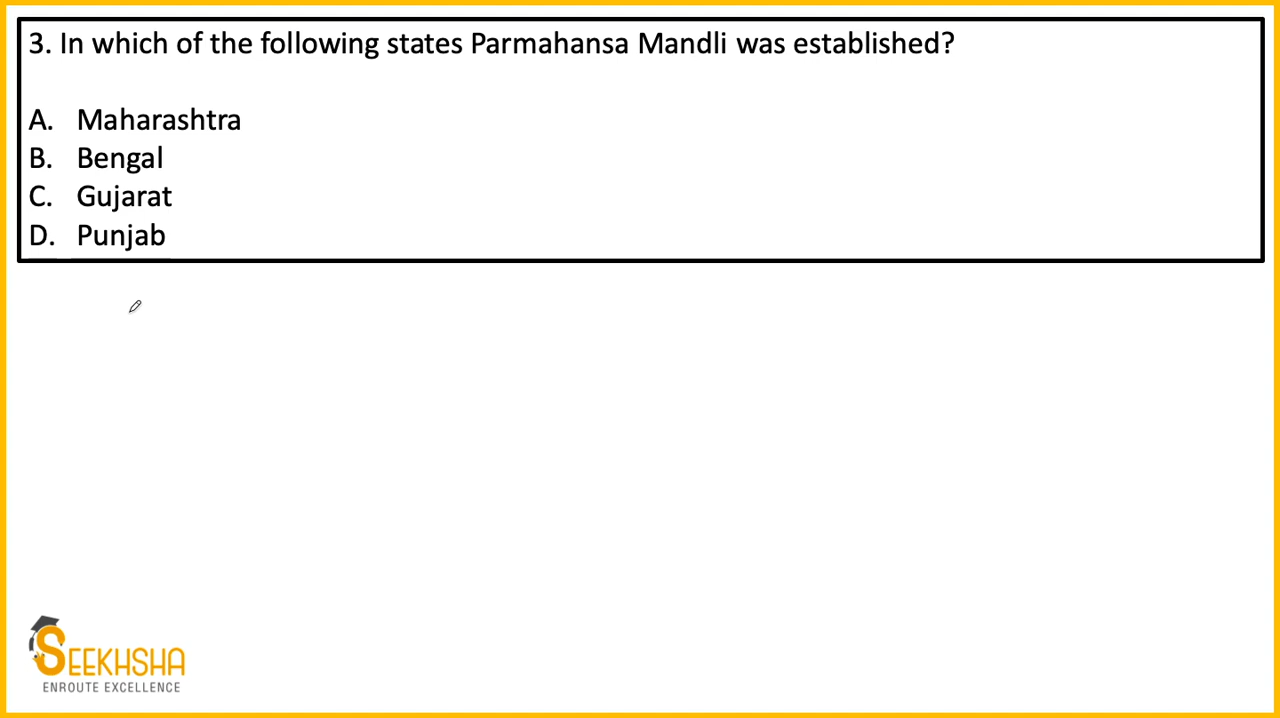 3. In which of the following states Parmahansa Mandli was established?
A. Maharashtra
B. Bengal
C. Gujarat
D. Punjab
SEEKHSHA
ENROUTE EXCELLENCE